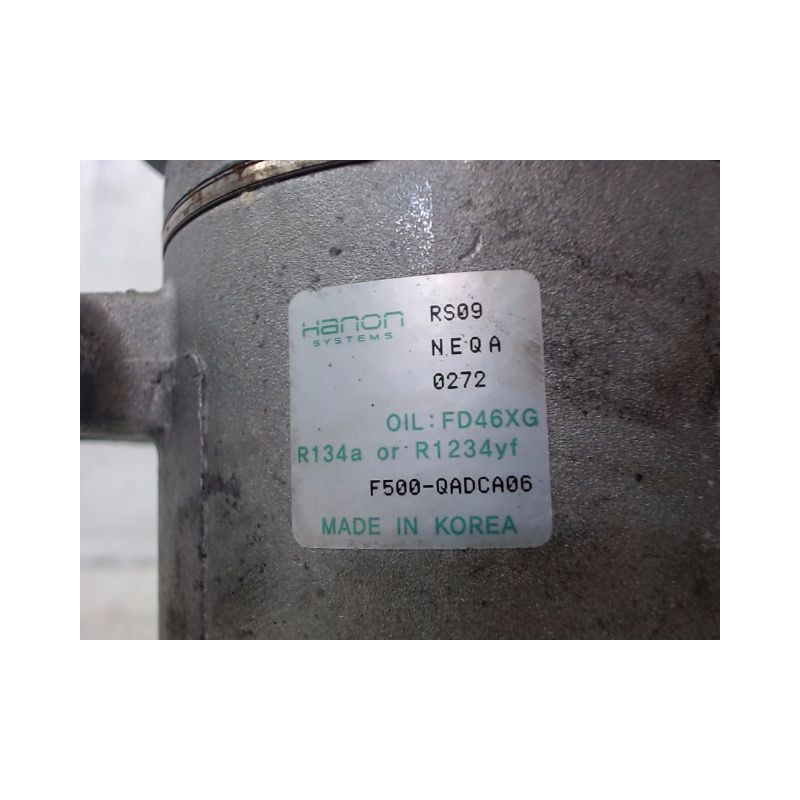 Hanon RS09
SYSTEMS
NEQA
0272
OIL: FD46XG
R134a or R1234yf
F500-QADCA06
MADE IN KOREA